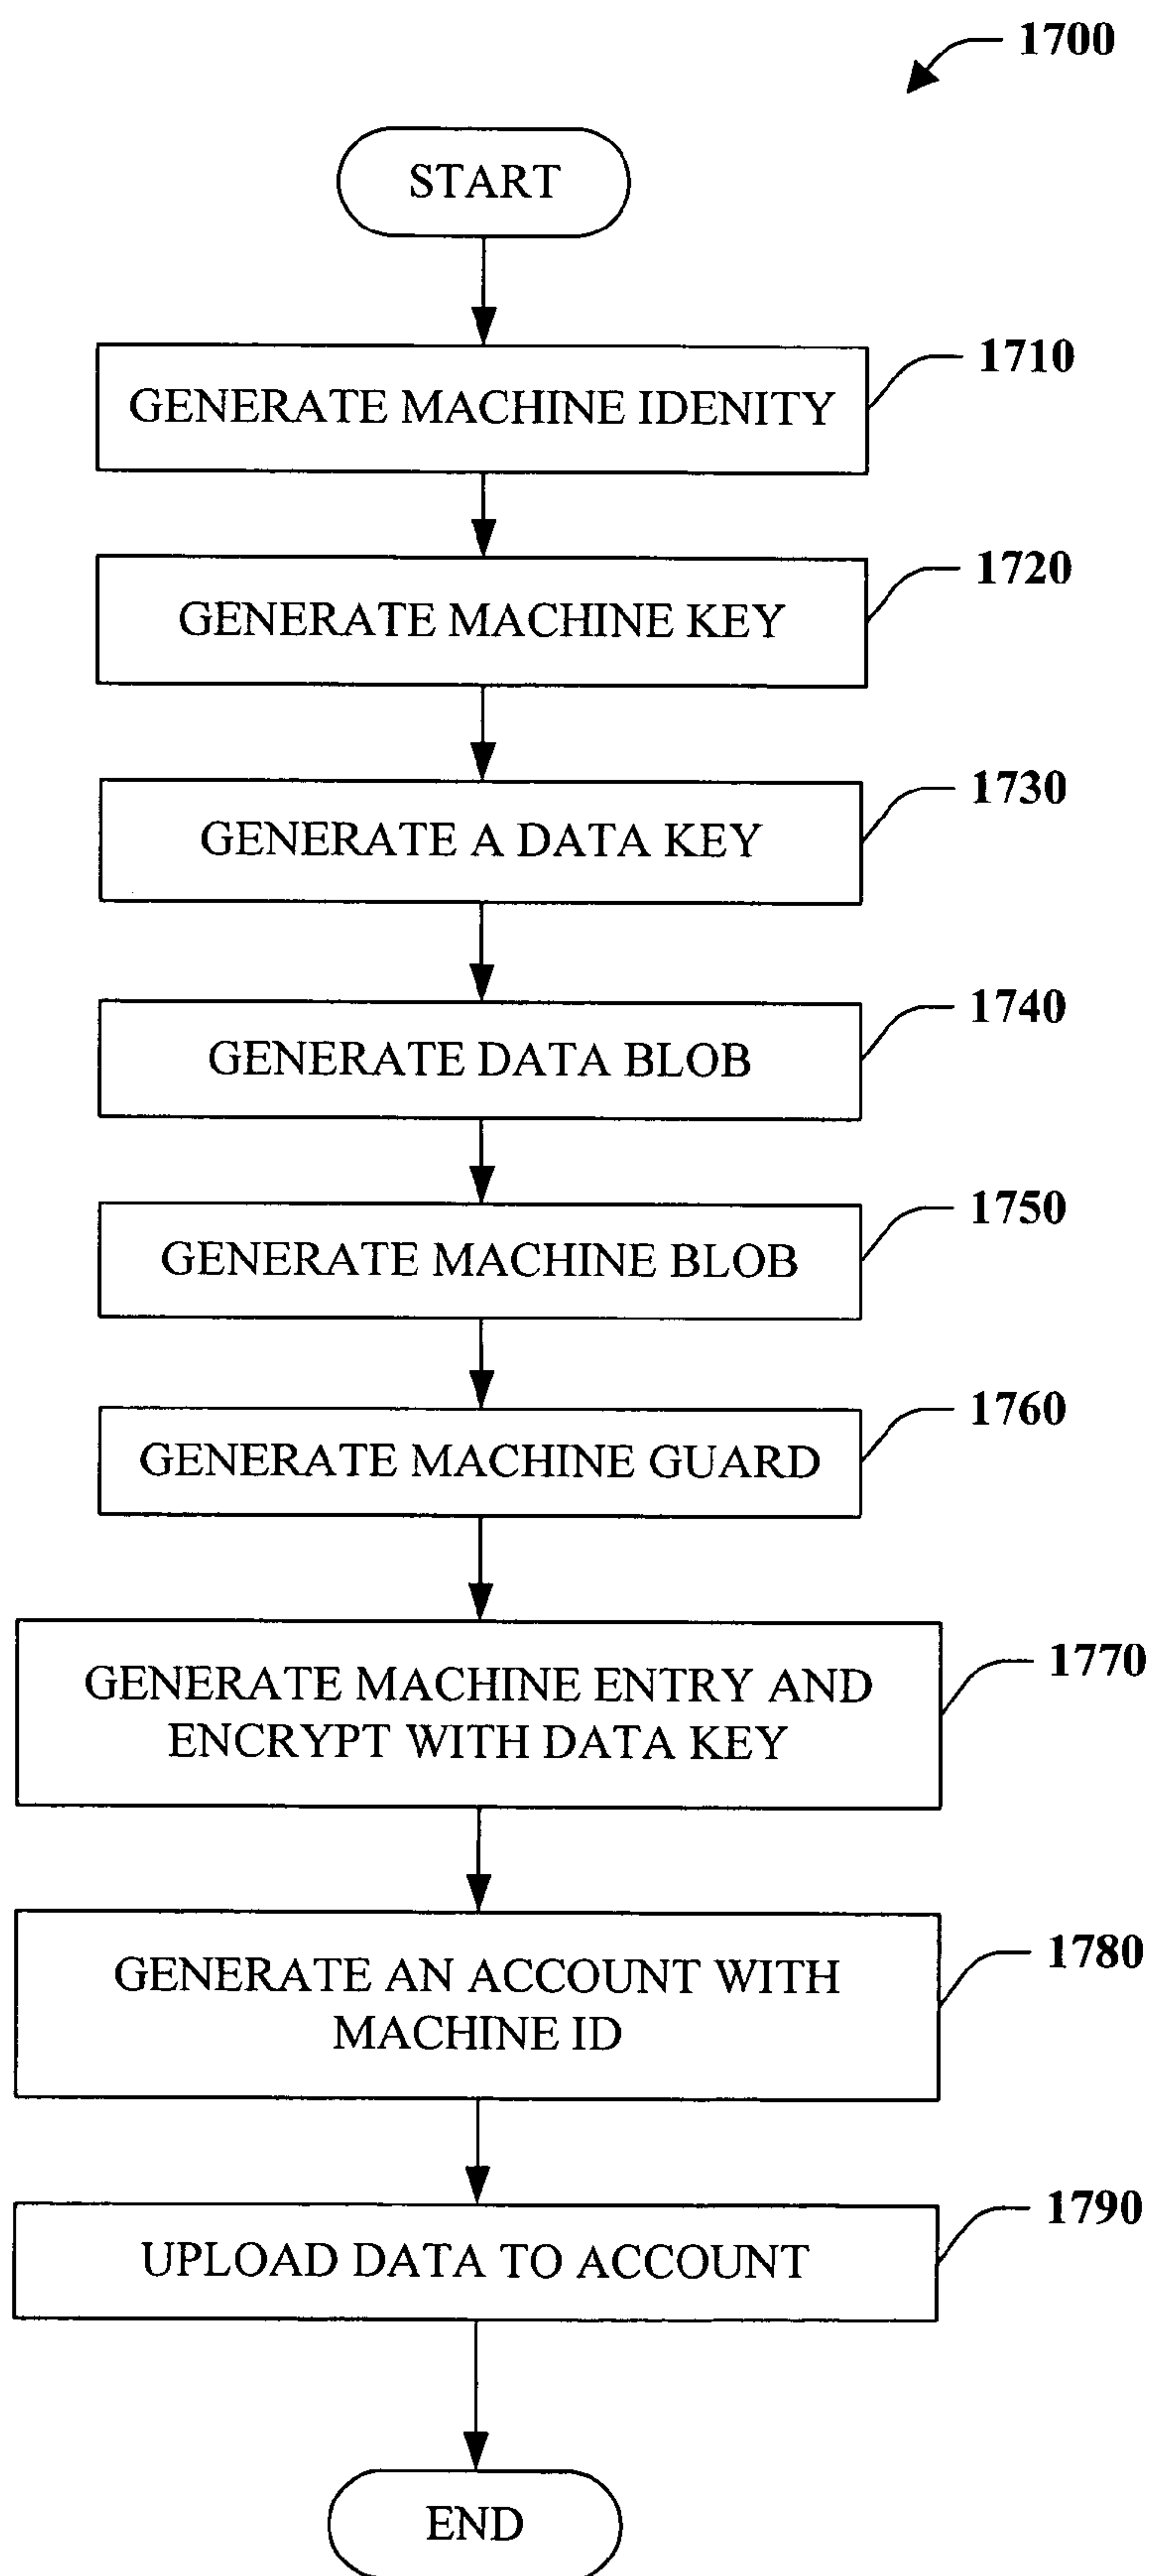 1700
START
1710
GENERATE MACHINE IDENITY
1720
GENERATE MACHINE KEY
1730
GENERATE A DATA KEY
1740
GENERATE DATA BLOB
1750
GENERATE MACHINE BLOB
1760
GENERATE MACHINE GUARD
1770
GENERATE MACHINE ENTRY AND
ENCRYPT WITH DATA KEY
1780
GENERATE AN ACCOUNT WITH
MACHINE ID
1790
UPLOAD DATA TO ACCOUNT
END